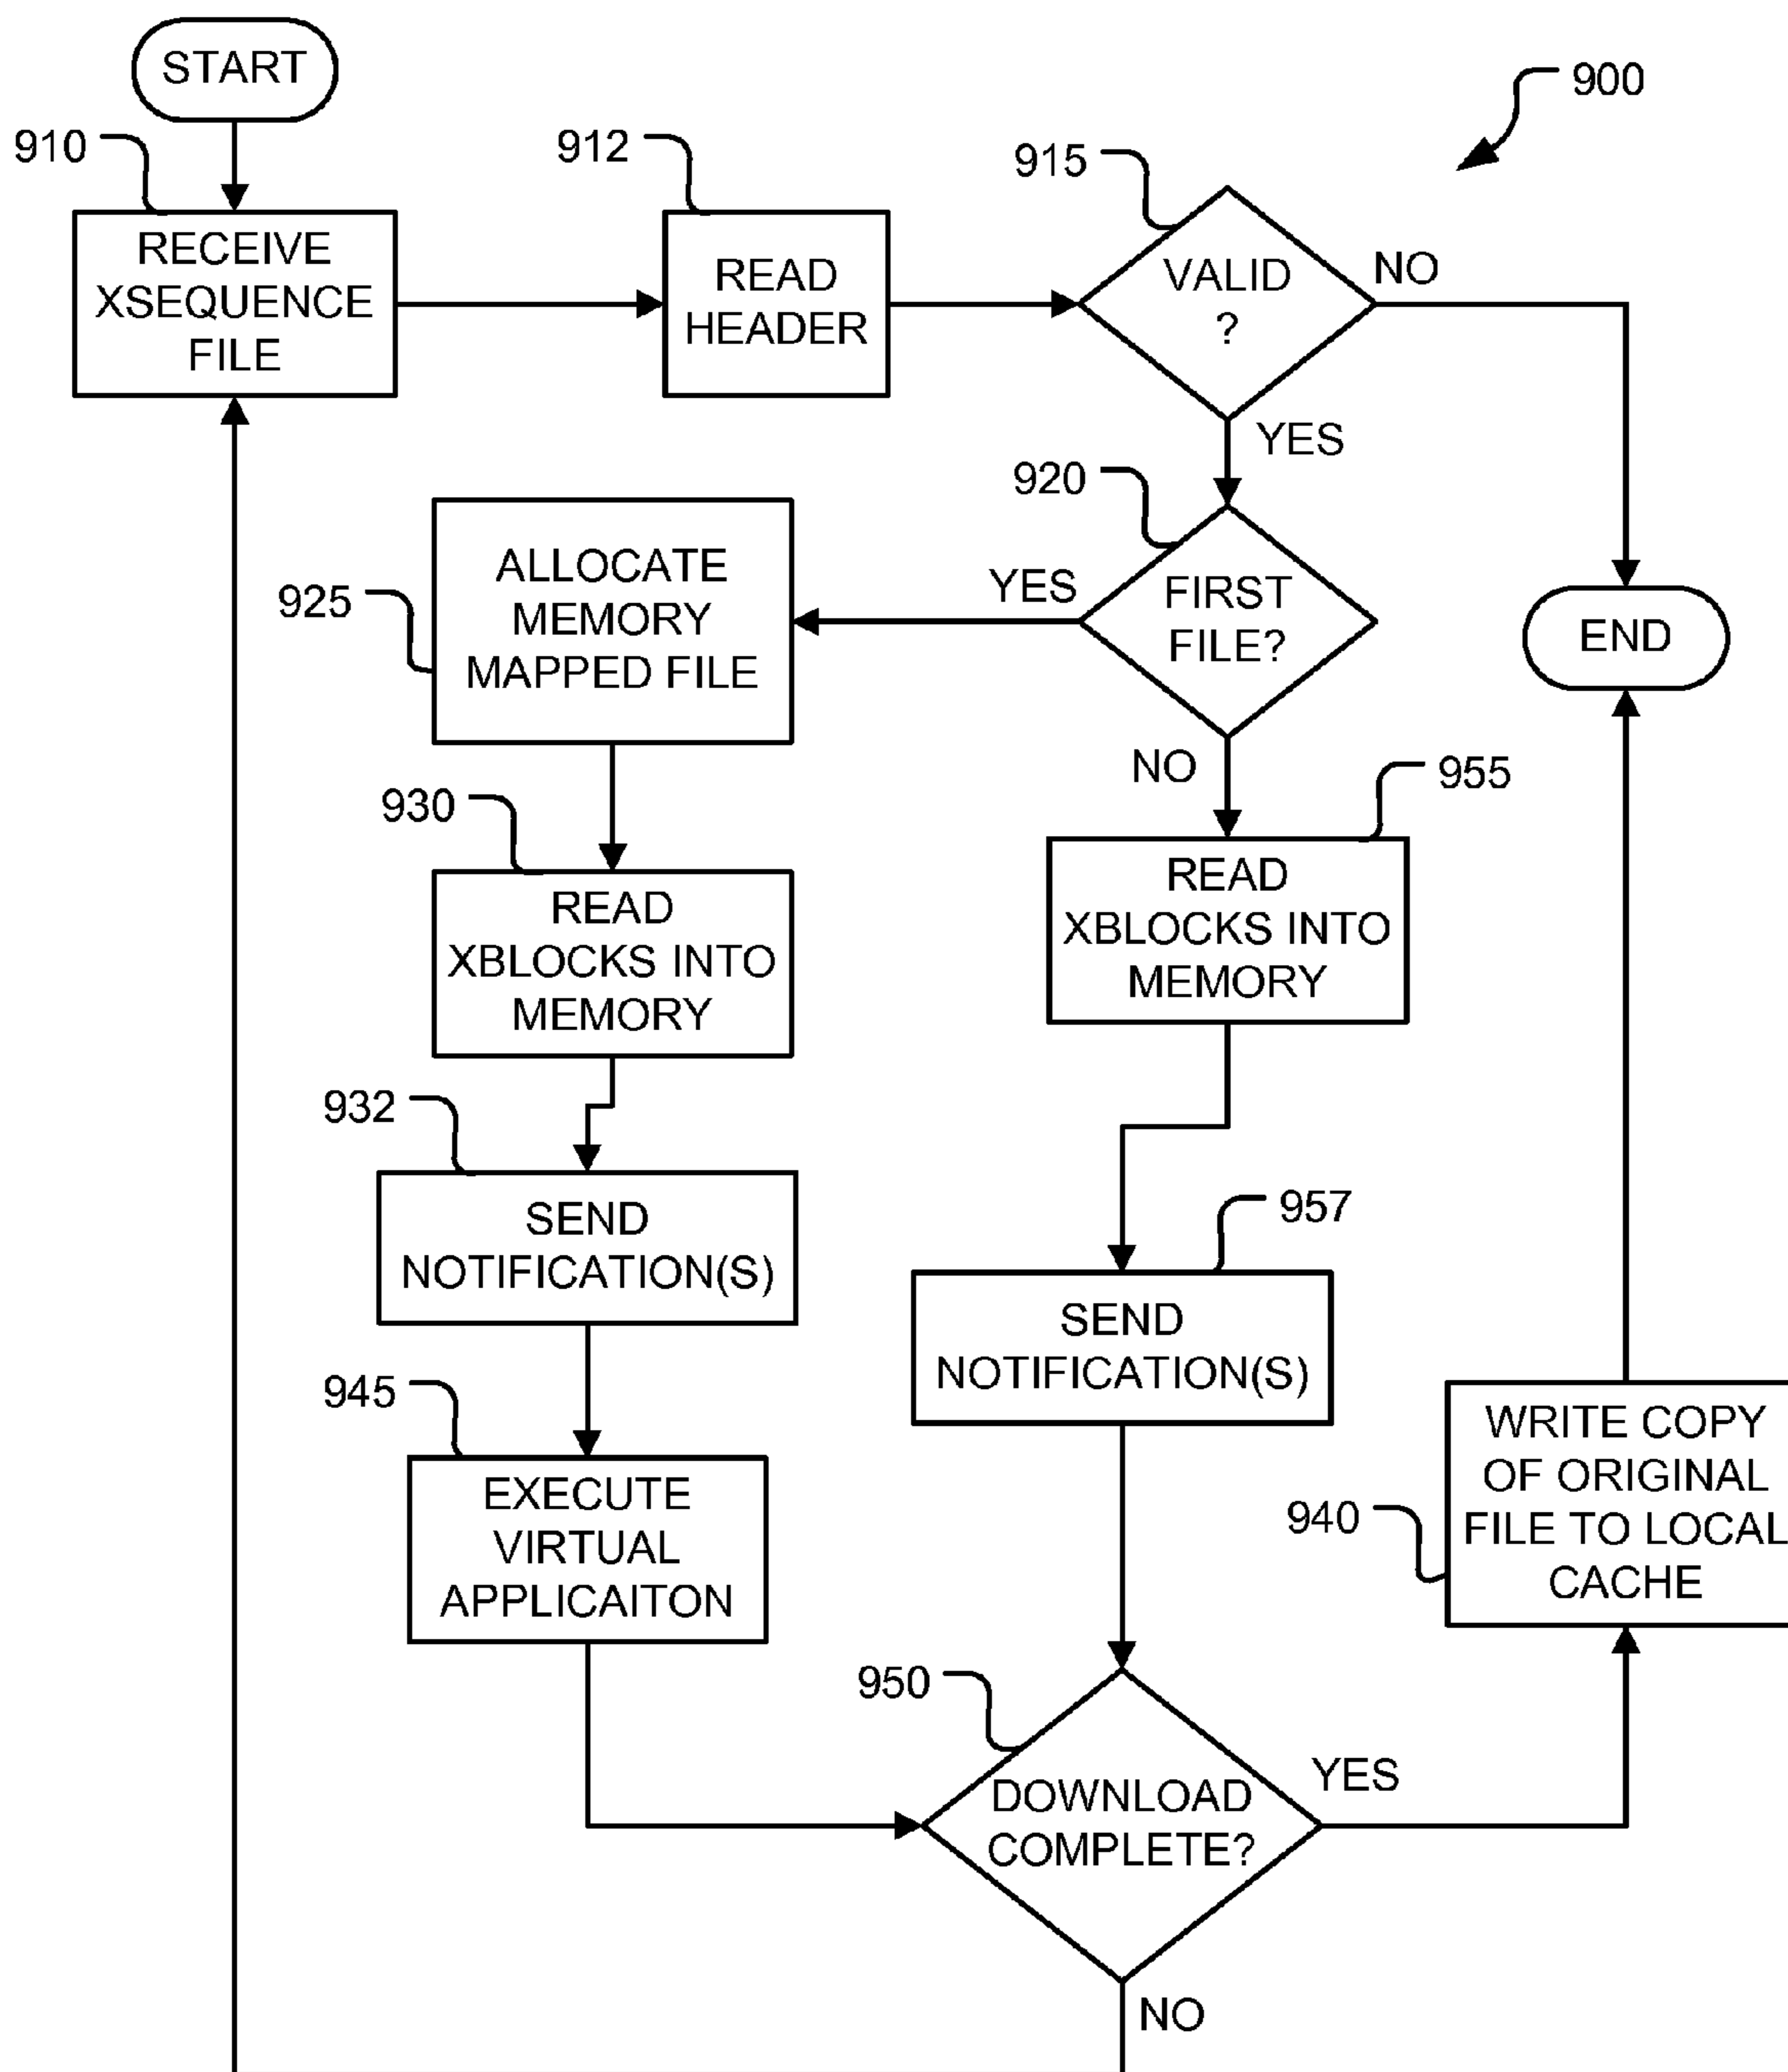 START
900
910
912
915
RECEIVE
XSEQUENCE
FILE
READ
HEADER
VALID
?
NO
YES
920
925
ALLOCATE
MEMORY
MAPPED FILE
YES
FIRST
FILE?
END
NO
955
930
READ
XBLOCKS INTO
MEMORY
READ
XBLOCKS INTO
MEMORY
932
SEND
NOTIFICATION(S)
957
SEND
NOTIFICATION(S)
945
EXECUTE
VIRTUAL
APPLICAITON
940
WRITE COPY
OF ORIGINAL
FILE TO LOCAL
CACHE
950
DOWNLOAD
COMPLETE?
YES
NO